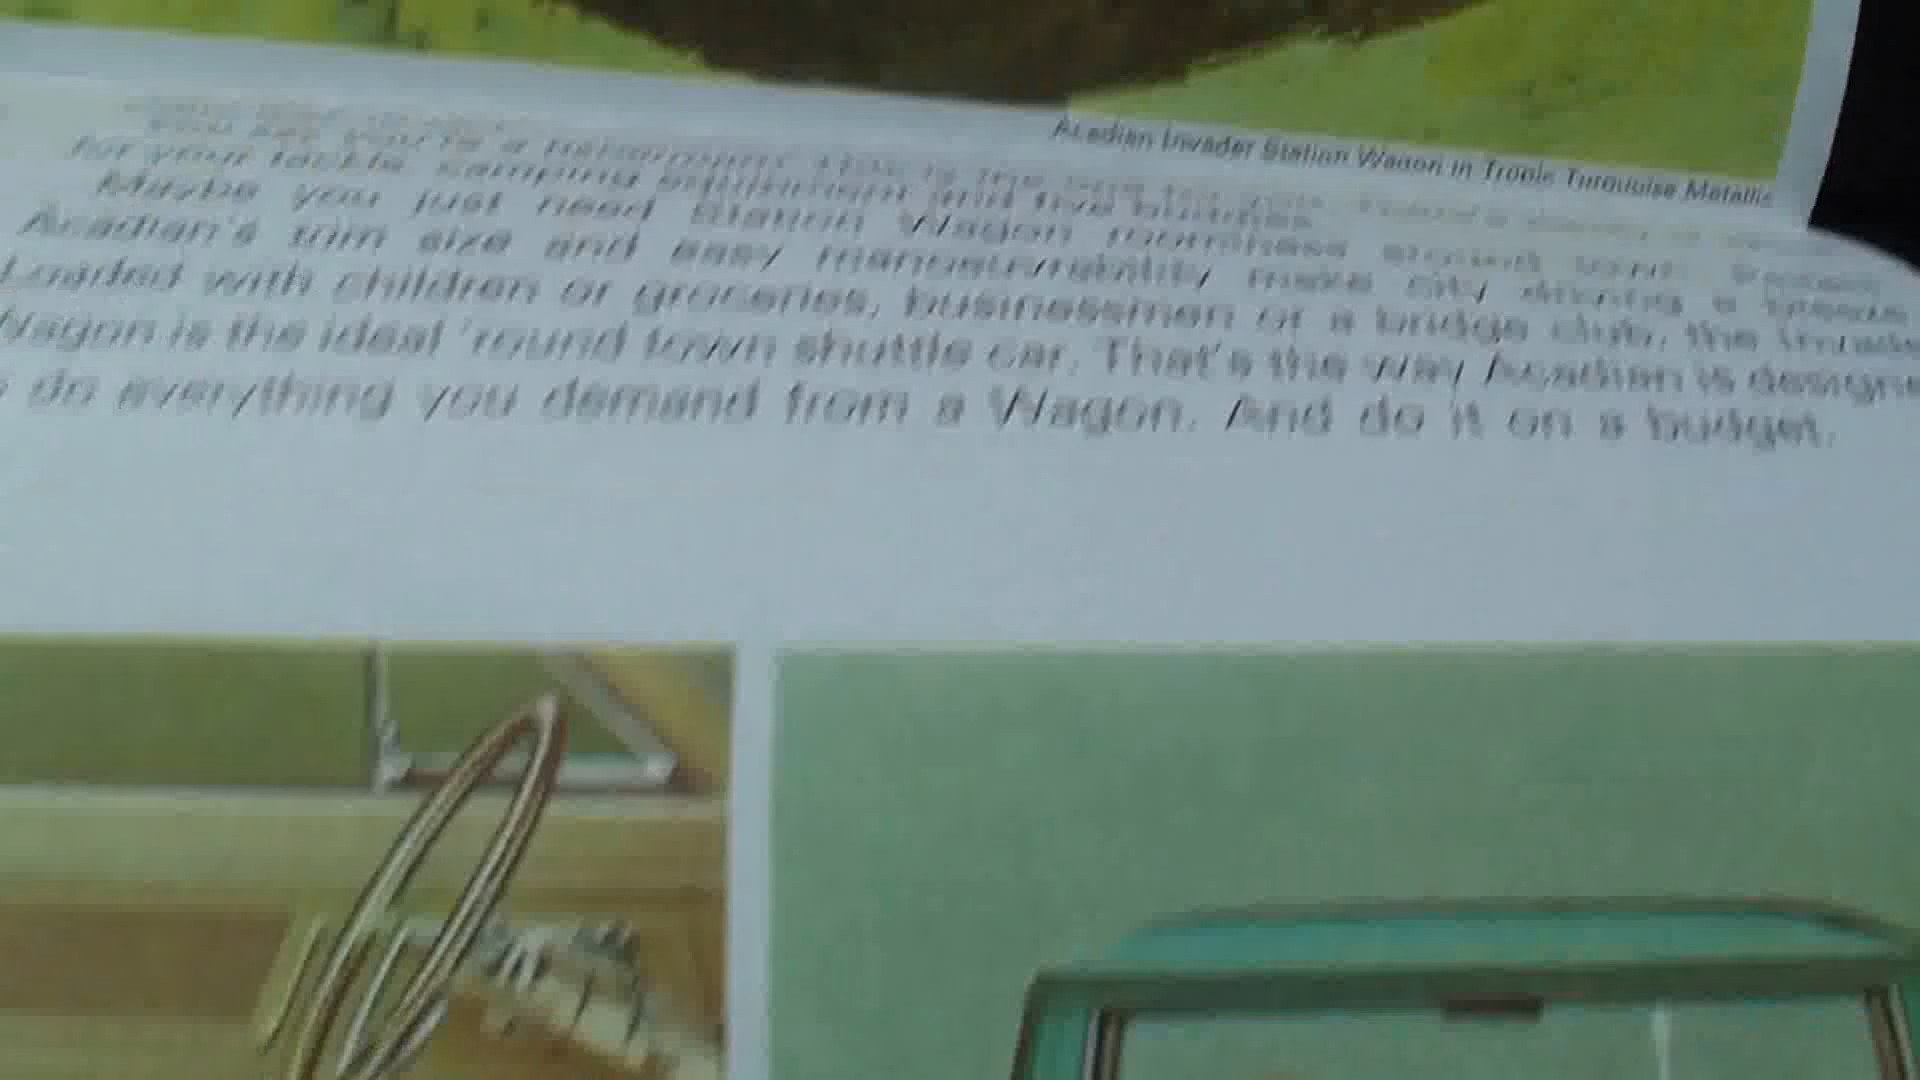 Acadian Invader Station Wagon in Tropic Turquoise Metallic
for your tackle, camping equipment and five buddies.
Maybe you just need Station Wagon roominess around town.
Acadian's trim size and easy manoeuvrability make city driving a breeze
Loaded with children or groceries, businessmen or a bridge club, the Invade
Wagon is the ideal 'round town shuttle car. That's the way Acadian is designe
do everything you demand from a Wagon. And do it on a budget.